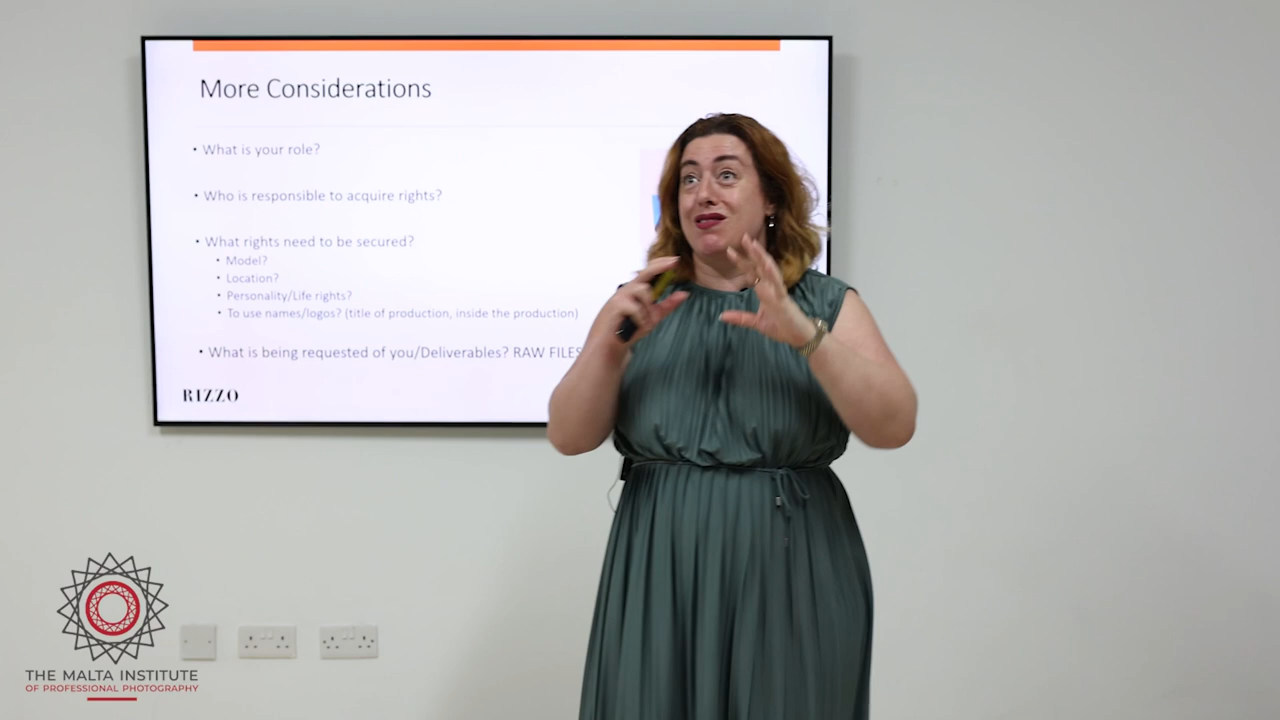 More Considerations
• What is your role?
• Who is responsible to acquire rights?
• What rights need to be secured?
• Model?
• Location?
• Personality/Life rights?
• To use names/logos? (title of production, inside the production)
• What is being requested of you/Deliverables? RAW FILES
RIZZO
THE MALTA INSTITUTE
OF PROFESSIONAL PHOTOGRAPHY